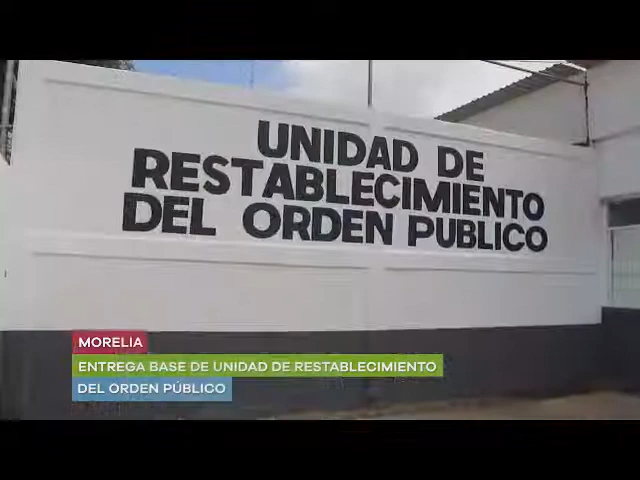 UNIDAD DE
RESTABLECIMIENTO
DEL ORDEN PUBLICO
MORELIA
ENTREGA BASE DE UNIDAD DE RESTABLECIMIENTO
DEL ORDEN PÚBLICO